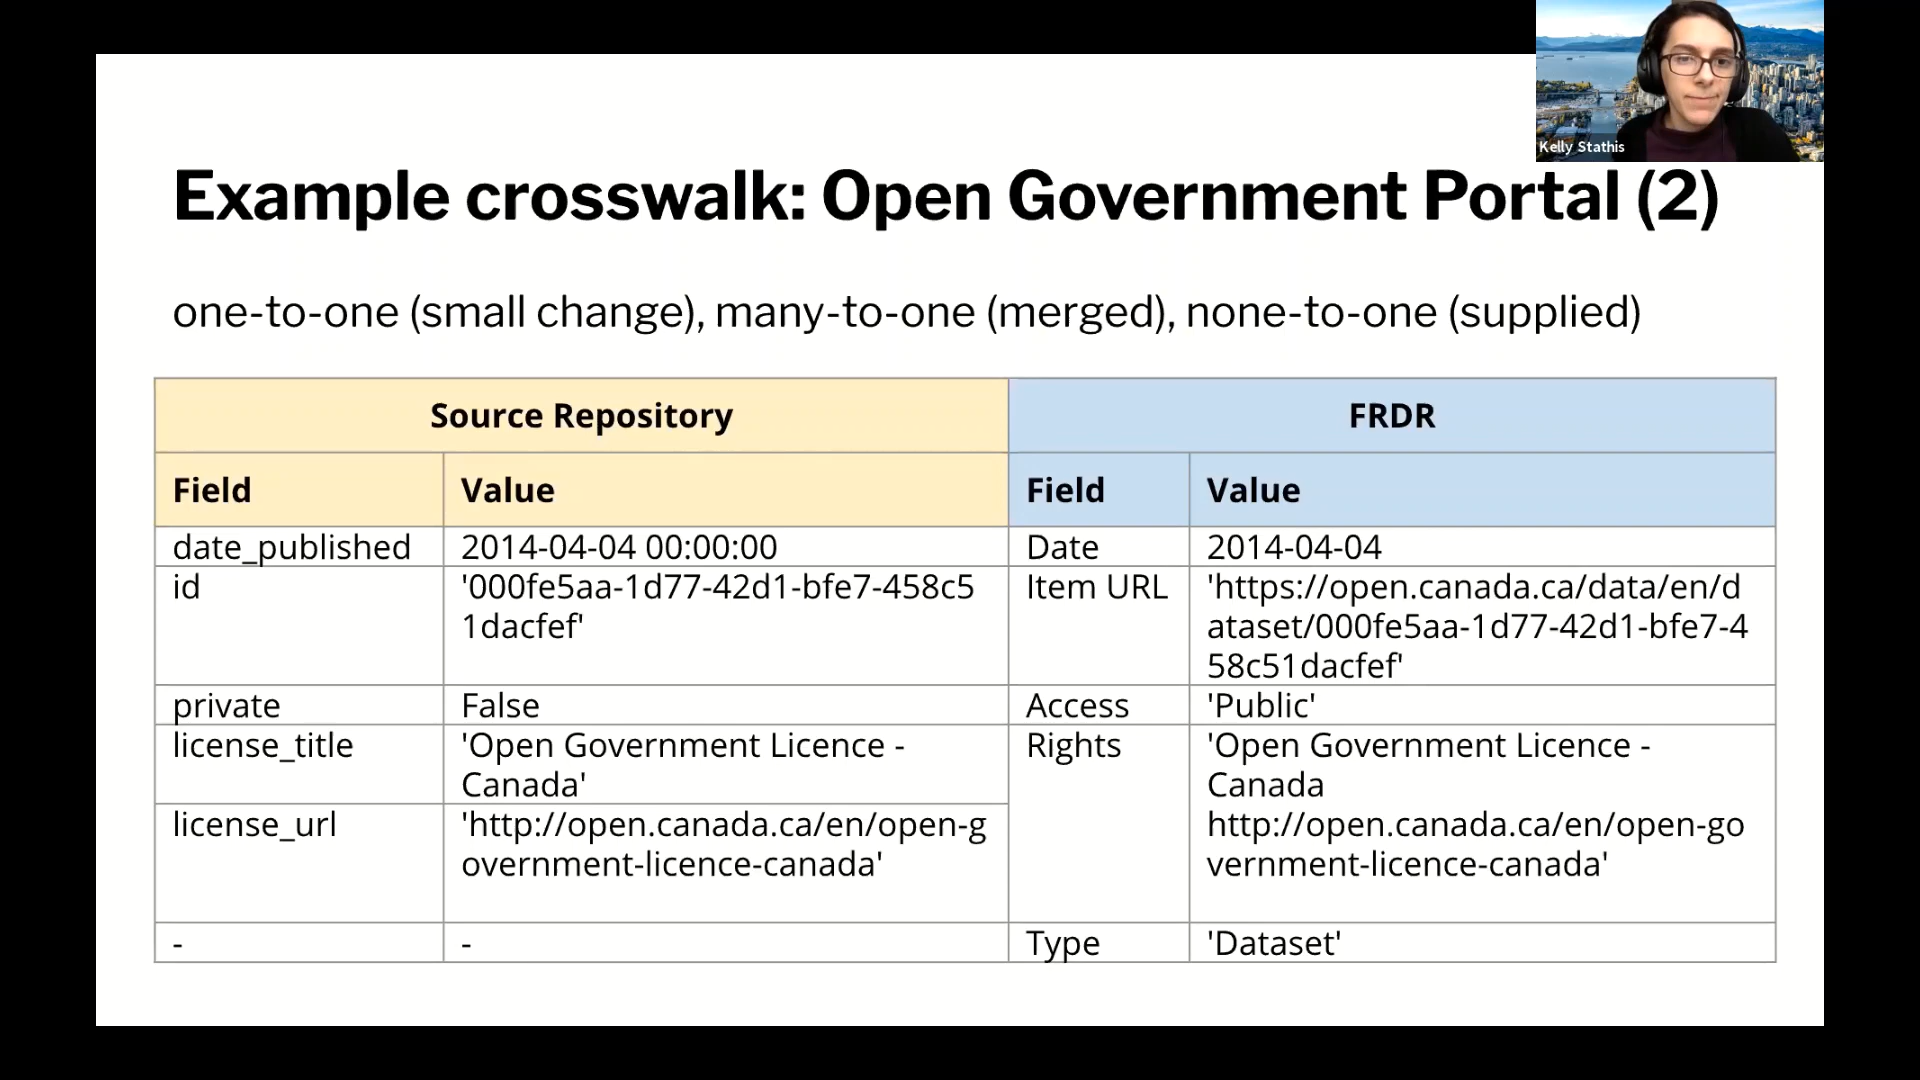 Kelly Stathis
Example crosswalk: Open Government Portal (2)
one-to-one (small change), many-to-one (merged), none-to-one (supplied)
Source Repository
FRDR
Field
Value
Field
Value
date_published
2014-04-04 00:00:00
Date
2014-04-04
id
'000fe5aa-1d77-42d1-bfe7-458c5
1dacfef'
Item URL
'https://open.canada.ca/data/en/d
ataset/000fe5aa-1d77-42d1-bfe7-4
58c51dacfef'
private
False
Access
'Public'
license_title
'Open Government Licence -
Canada'
Rights
'Open Government Licence -
Canada
http://open.canada.ca/en/open-go
vernment-licence-canada'
license_url
'http://open.canada.ca/en/open-g
overnment-licence-canada'
-
-
Type
'Dataset'